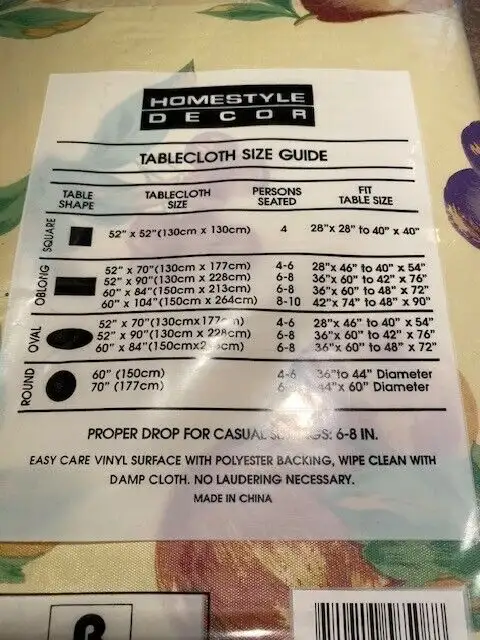 HOMESTYLE
DECOR
TABLECLOTH SIZE GUIDE
TABLE SHAPE TABLECLOTH SIZE PERSONS SEATED FIT TABLE SIZE
SQUARE 52" x 52"(130cm x 130cm) 4 28"x 28" to 40" x 40"
OBLONG 52" x 70"(130cm x 177cm) 4-6 28"x 46" to 40" x 54"
52" x 90"(130cm x 228cm) 6-8 36"x 60" to 42" x 76"
60" x 84"(150cm x 213cm) 6-8 36"x 60" to 48" x 72"
60" x 104"(150cm x 264cm) 8-10 42"x 74" to 48" x 90"
OVAL 52" x 70"(130cm x 4-6 28"x 46" to 40" x 54"
52" x 90"(130cm x 228cm) 6-8 36"x 60" to 42" x 76"
60" x 84"(150cm x 6-8 36"x 60" to 48" x 72"
ROUND 60" (150cm) 4-6 36"to 44" Diameter
70" (177cm) 44"x 60" Diameter
PROPER DROP FOR CASUAL 6-8 IN.
EASY CARE VINYL SURFACE WITH POLYESTER BACKING, WIPE CLEAN WITH
DAMP CLOTH. NO LAUDERING NECESSARY.
MADE IN CHINA